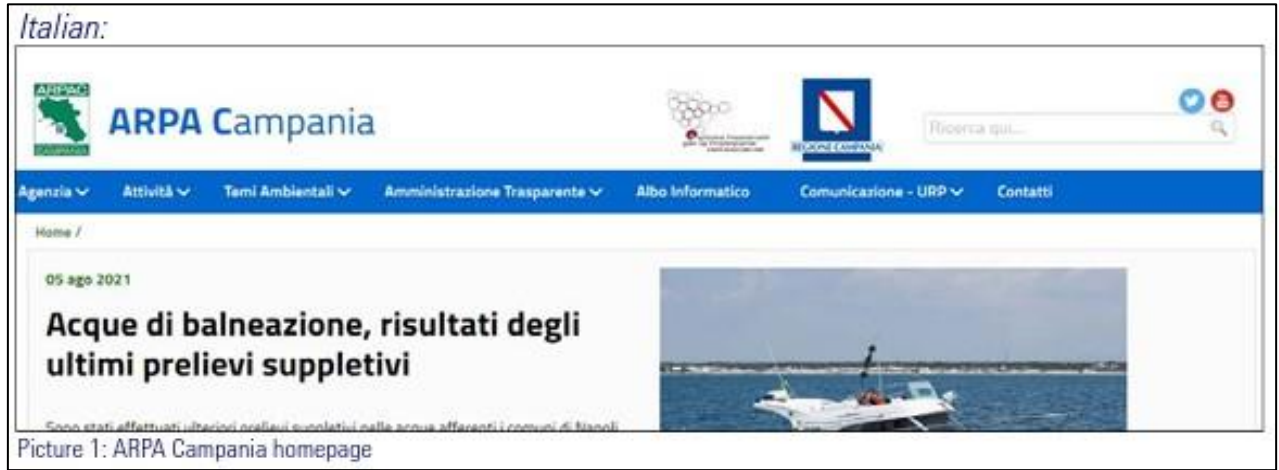 Italian:
ARPAC
CAMPANIA
ARPA Campania
REGIONE CAMPANIA
Ricerca qui...
Agenzia Attività Temi Ambientali Amministrazione Trasparente Albo Informatico Comunicazione - URP Contatti
Home /
05 ago 2021
Acque di balneazione, risultati degli
ultimi prelievi suppletivi
Sono stati effettuati ulteriori prelievi suppletivi nelle acque afferenti i comuni di Napoli
Picture 1: ARPA Campania homepage